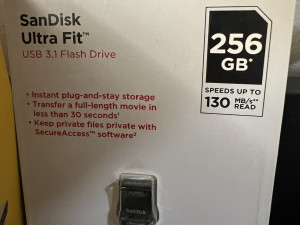 SanDisk
Ultra Fit™
USB 3.1 Flash Drive
256
GB*
SPEEDS UP TO
130 MB/s**
READ
• Instant plug-and-stay storage
• Transfer a full-length movie in
less than 30 seconds¹
• Keep private files private with
SecureAccess™ software²
SanDisk